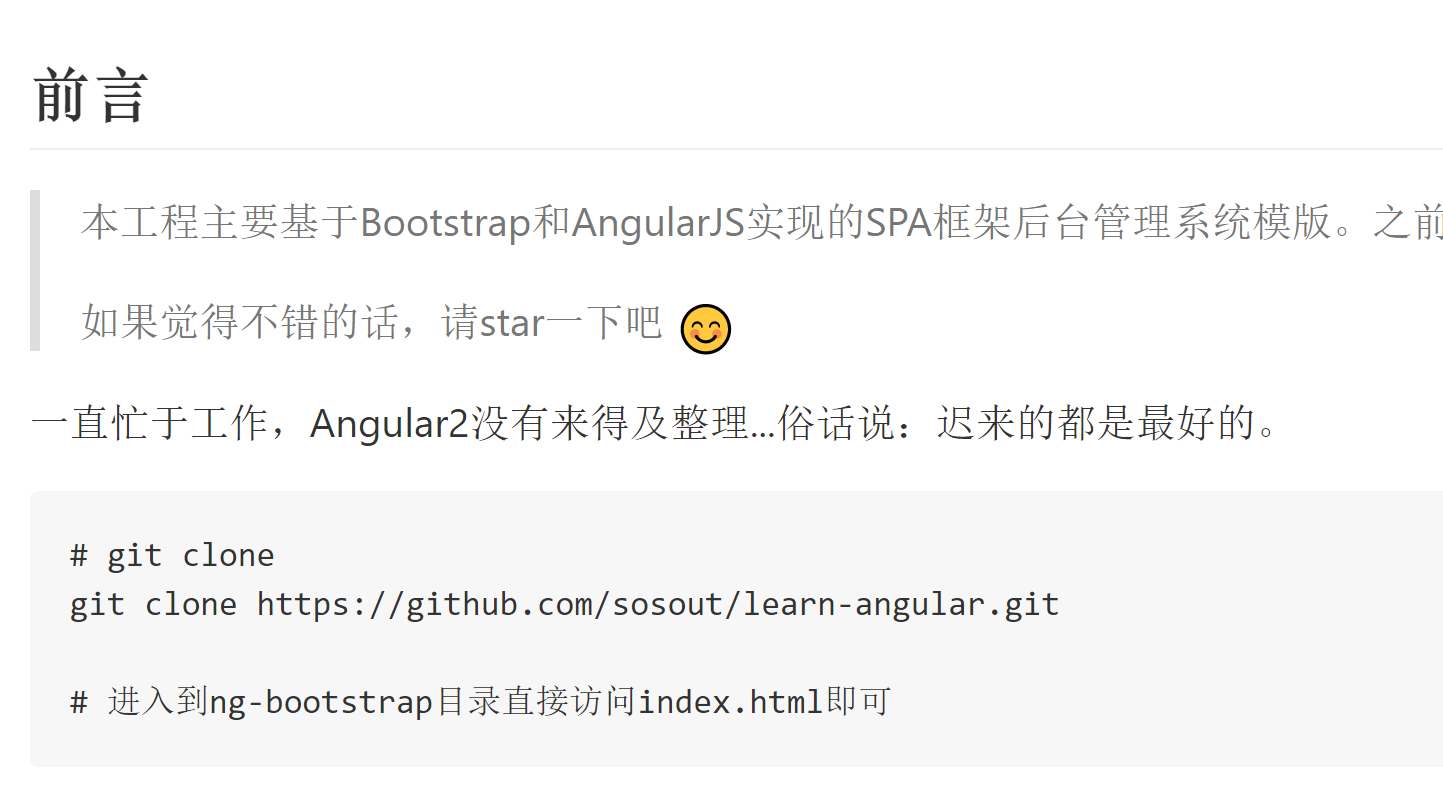 前言
本工程主要基于Bootstrap和AngularJS实现的SPA框架后台管理系统模版。之前
如果觉得不错的话，请star一下吧 😊
一直忙于工作，Angular2没有来得及整理...俗话说：迟来的都是最好的。
# git clone
git clone https://github.com/sosout/learn-angular.git
# 进入到ng-bootstrap目录直接访问index.html即可